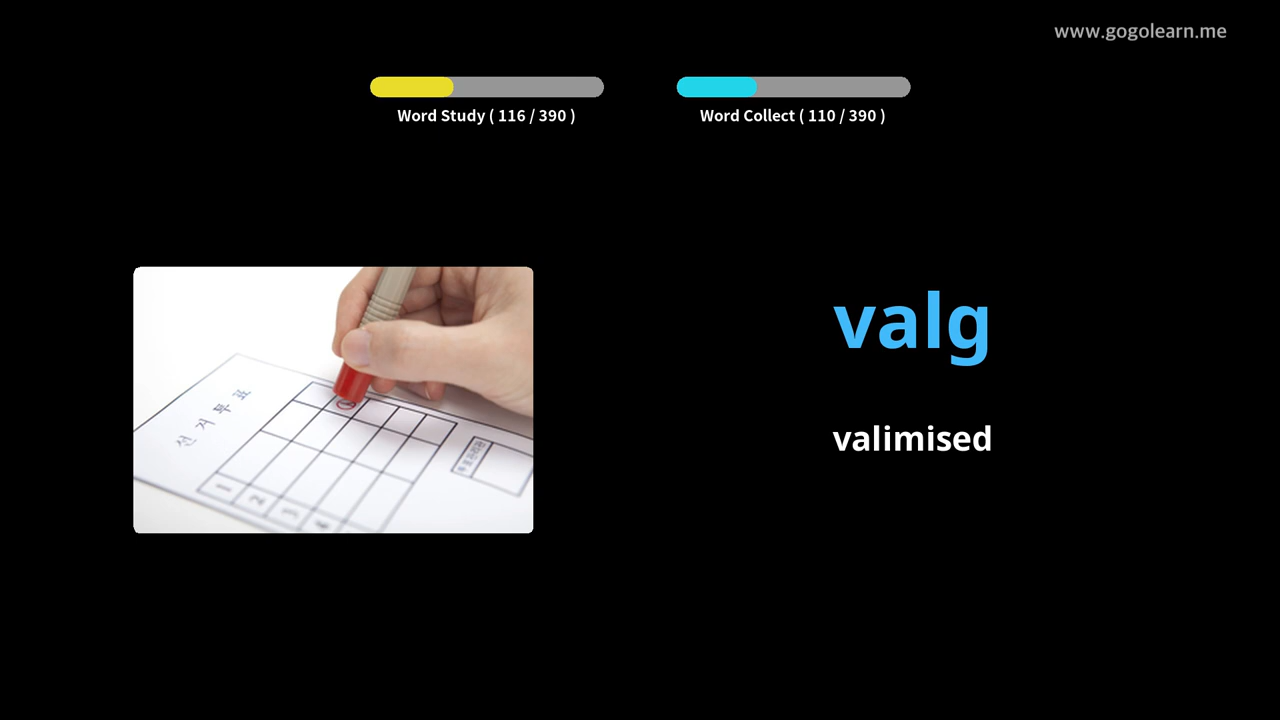 www.gogolearn.me
Word Study ( 116 / 390 )
Word Collect ( 110 / 390 )
valg
valimised
선거투표
1
2
3
4